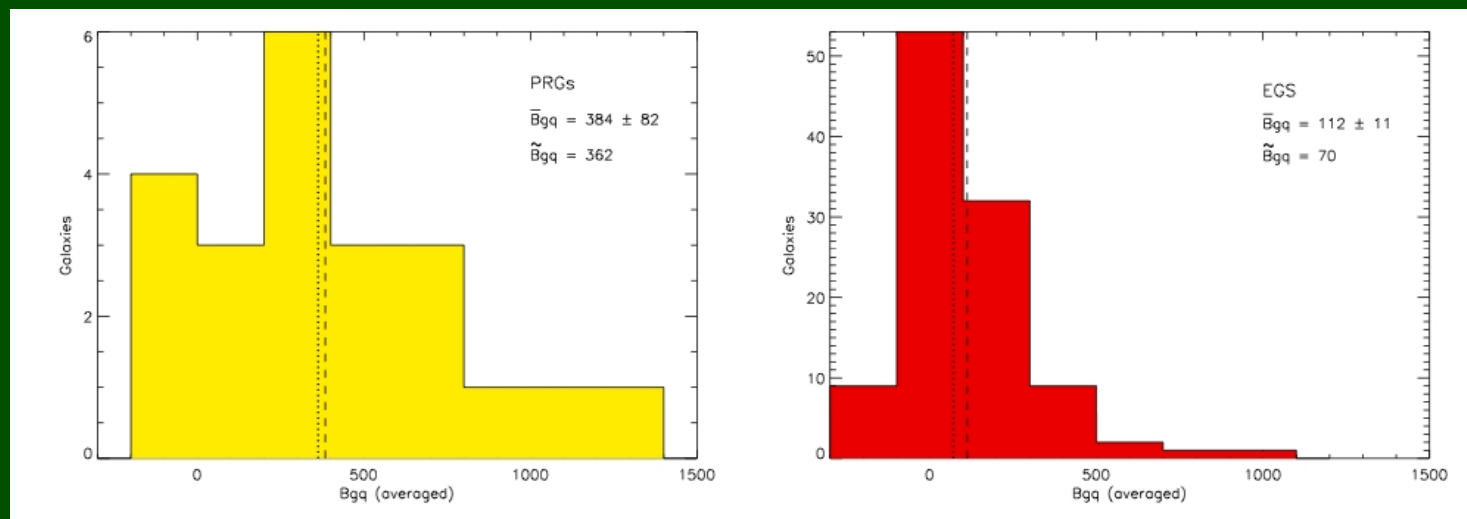 6
4
2
0
Galaxies
PRGs
B̄gq = 384 ± 82
B̃gq = 362
0 500 1000 1500
Bgq (averaged)
50
40
30
20
10
0
Galaxies
EGS
B̄gq = 112 ± 11
B̃gq = 70
0 500 1000 1500
Bgq (averaged)